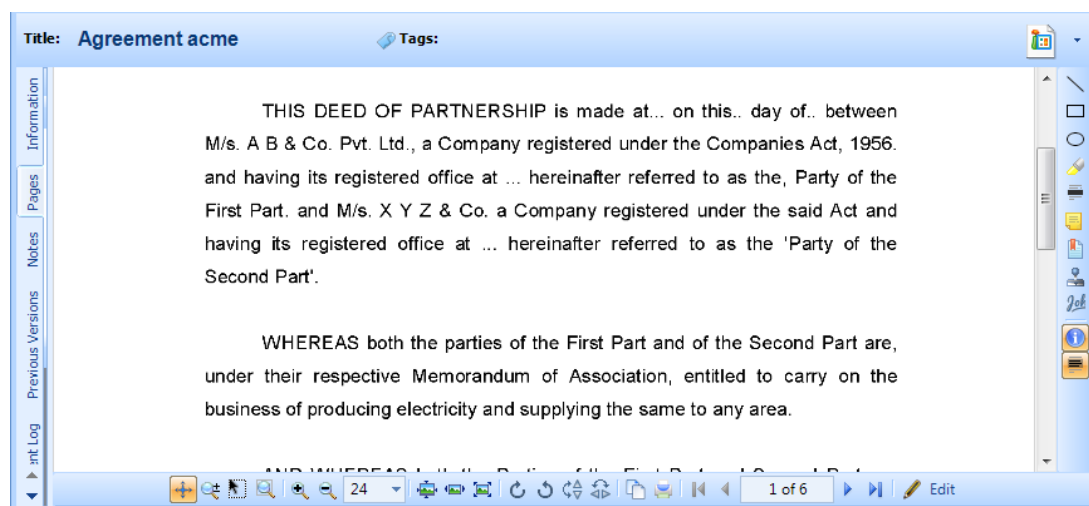 Title: Agreement acme Tags:
Information
Pages
Notes
Previous Versions
nt Log
THIS DEED OF PARTNERSHIP is made at... on this.. day of.. between
M/s. A B & Co. Pvt. Ltd., a Company registered under the Companies Act, 1956.
and having its registered office at ... hereinafter referred to as the, Party of the
First Part. and M/s. X Y Z & Co. a Company registered under the said Act and
having its registered office at ... hereinafter referred to as the 'Party of the
Second Part'.
WHEREAS both the parties of the First Part and of the Second Part are,
under their respective Memorandum of Association, entitled to carry on the
business of producing electricity and supplying the same to any area.
24 1 of 6 Edit